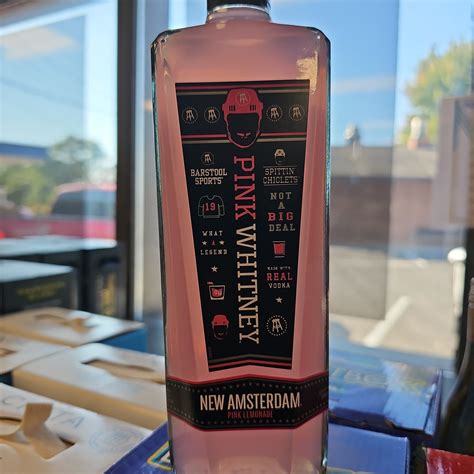 BARSTOOL
SPORTS
19
WHAT
A
LEGEND
PINK WHITNEY
SPITTIN
CHICLETS
NOT
A
BIG
DEAL
MADE WITH
REAL
VODKA
NEW AMSTERDAM
PINK LEMONADE